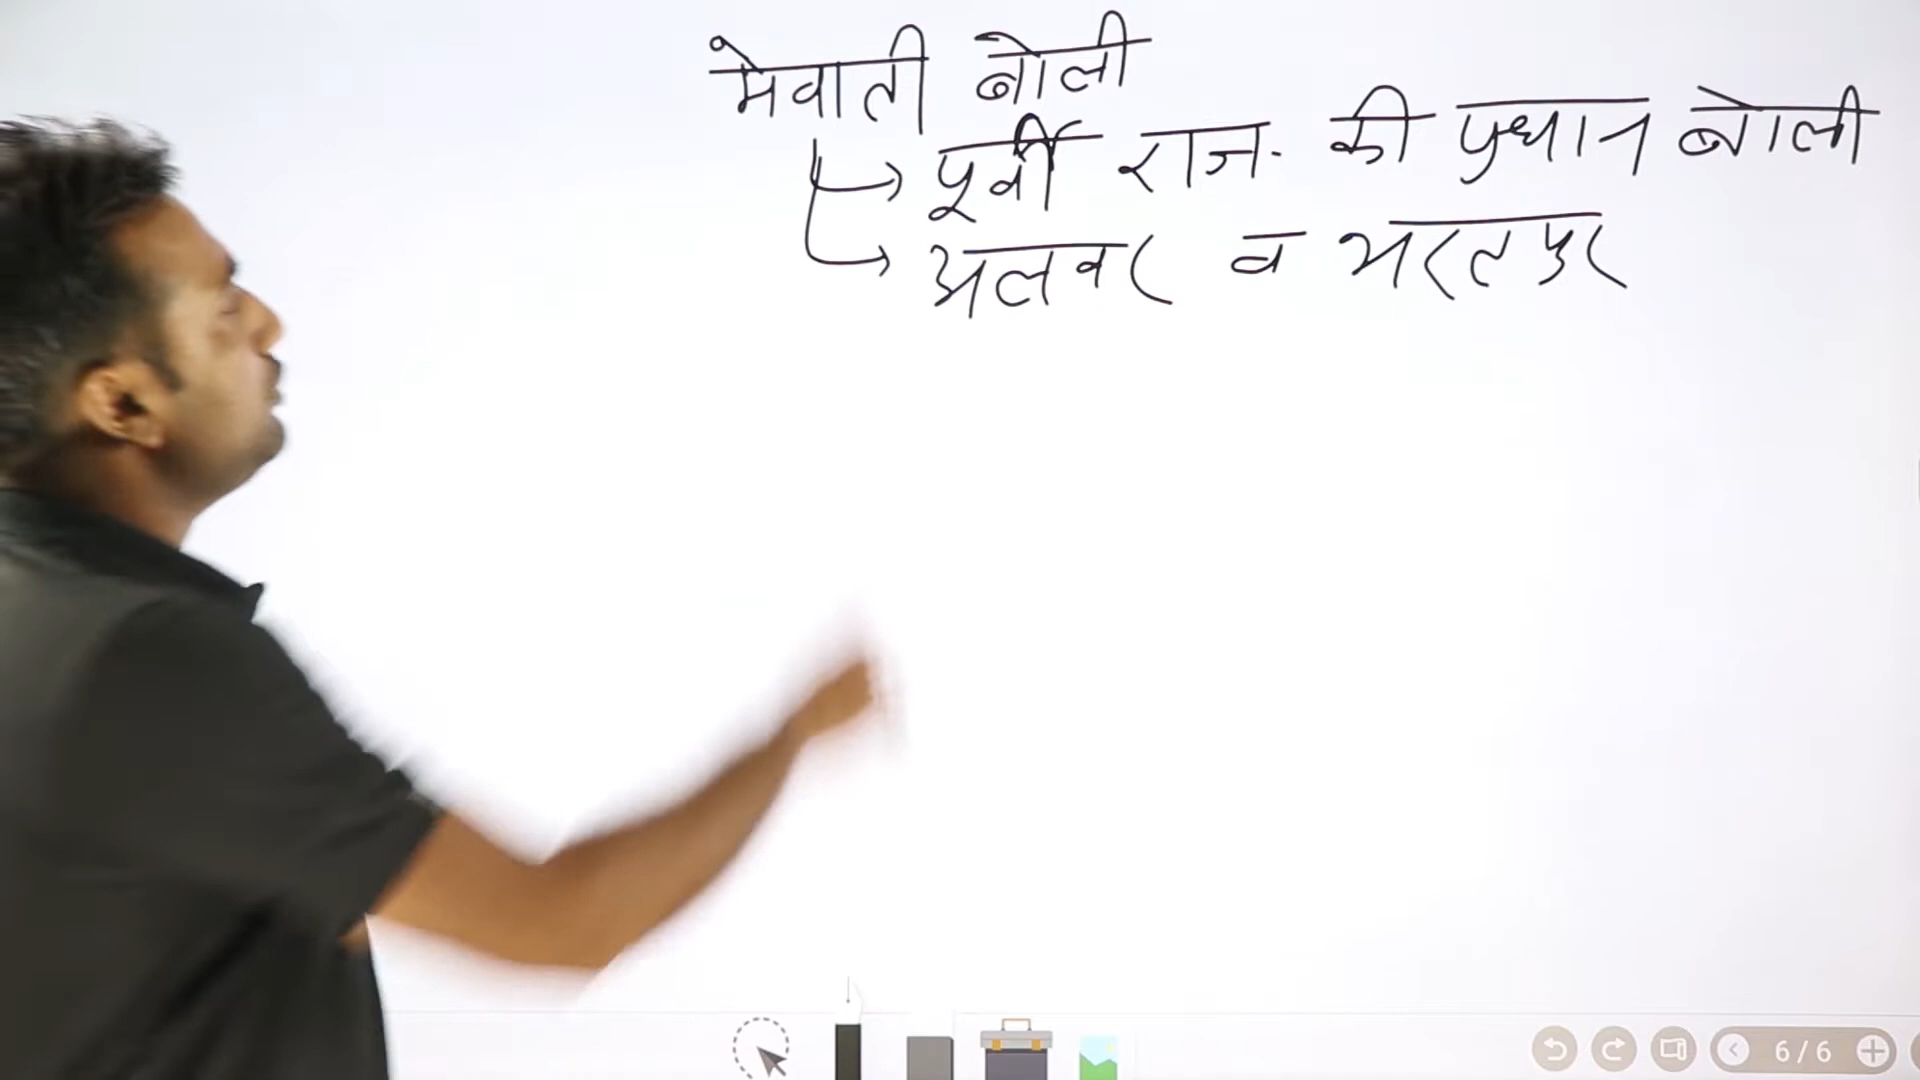 मेवाती बोली
पूर्वी राज. की प्रधान बोली
अलवर व भरतपुर
6/6